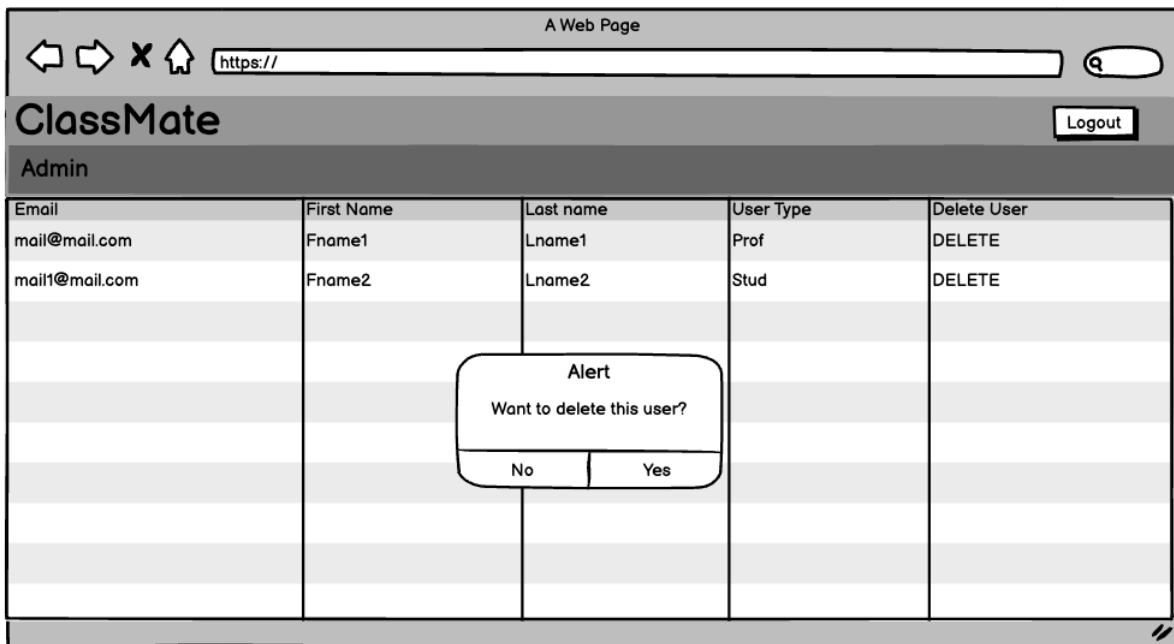 A Web Page
https://
ClassMate
Logout
Admin
Email First Name Last name User Type Delete User
mail@mail.com Fname1 Lname1 Prof DELETE
mail1@mail.com Fname2 Lname2 Stud DELETE
Alert
Want to delete this user?
No Yes